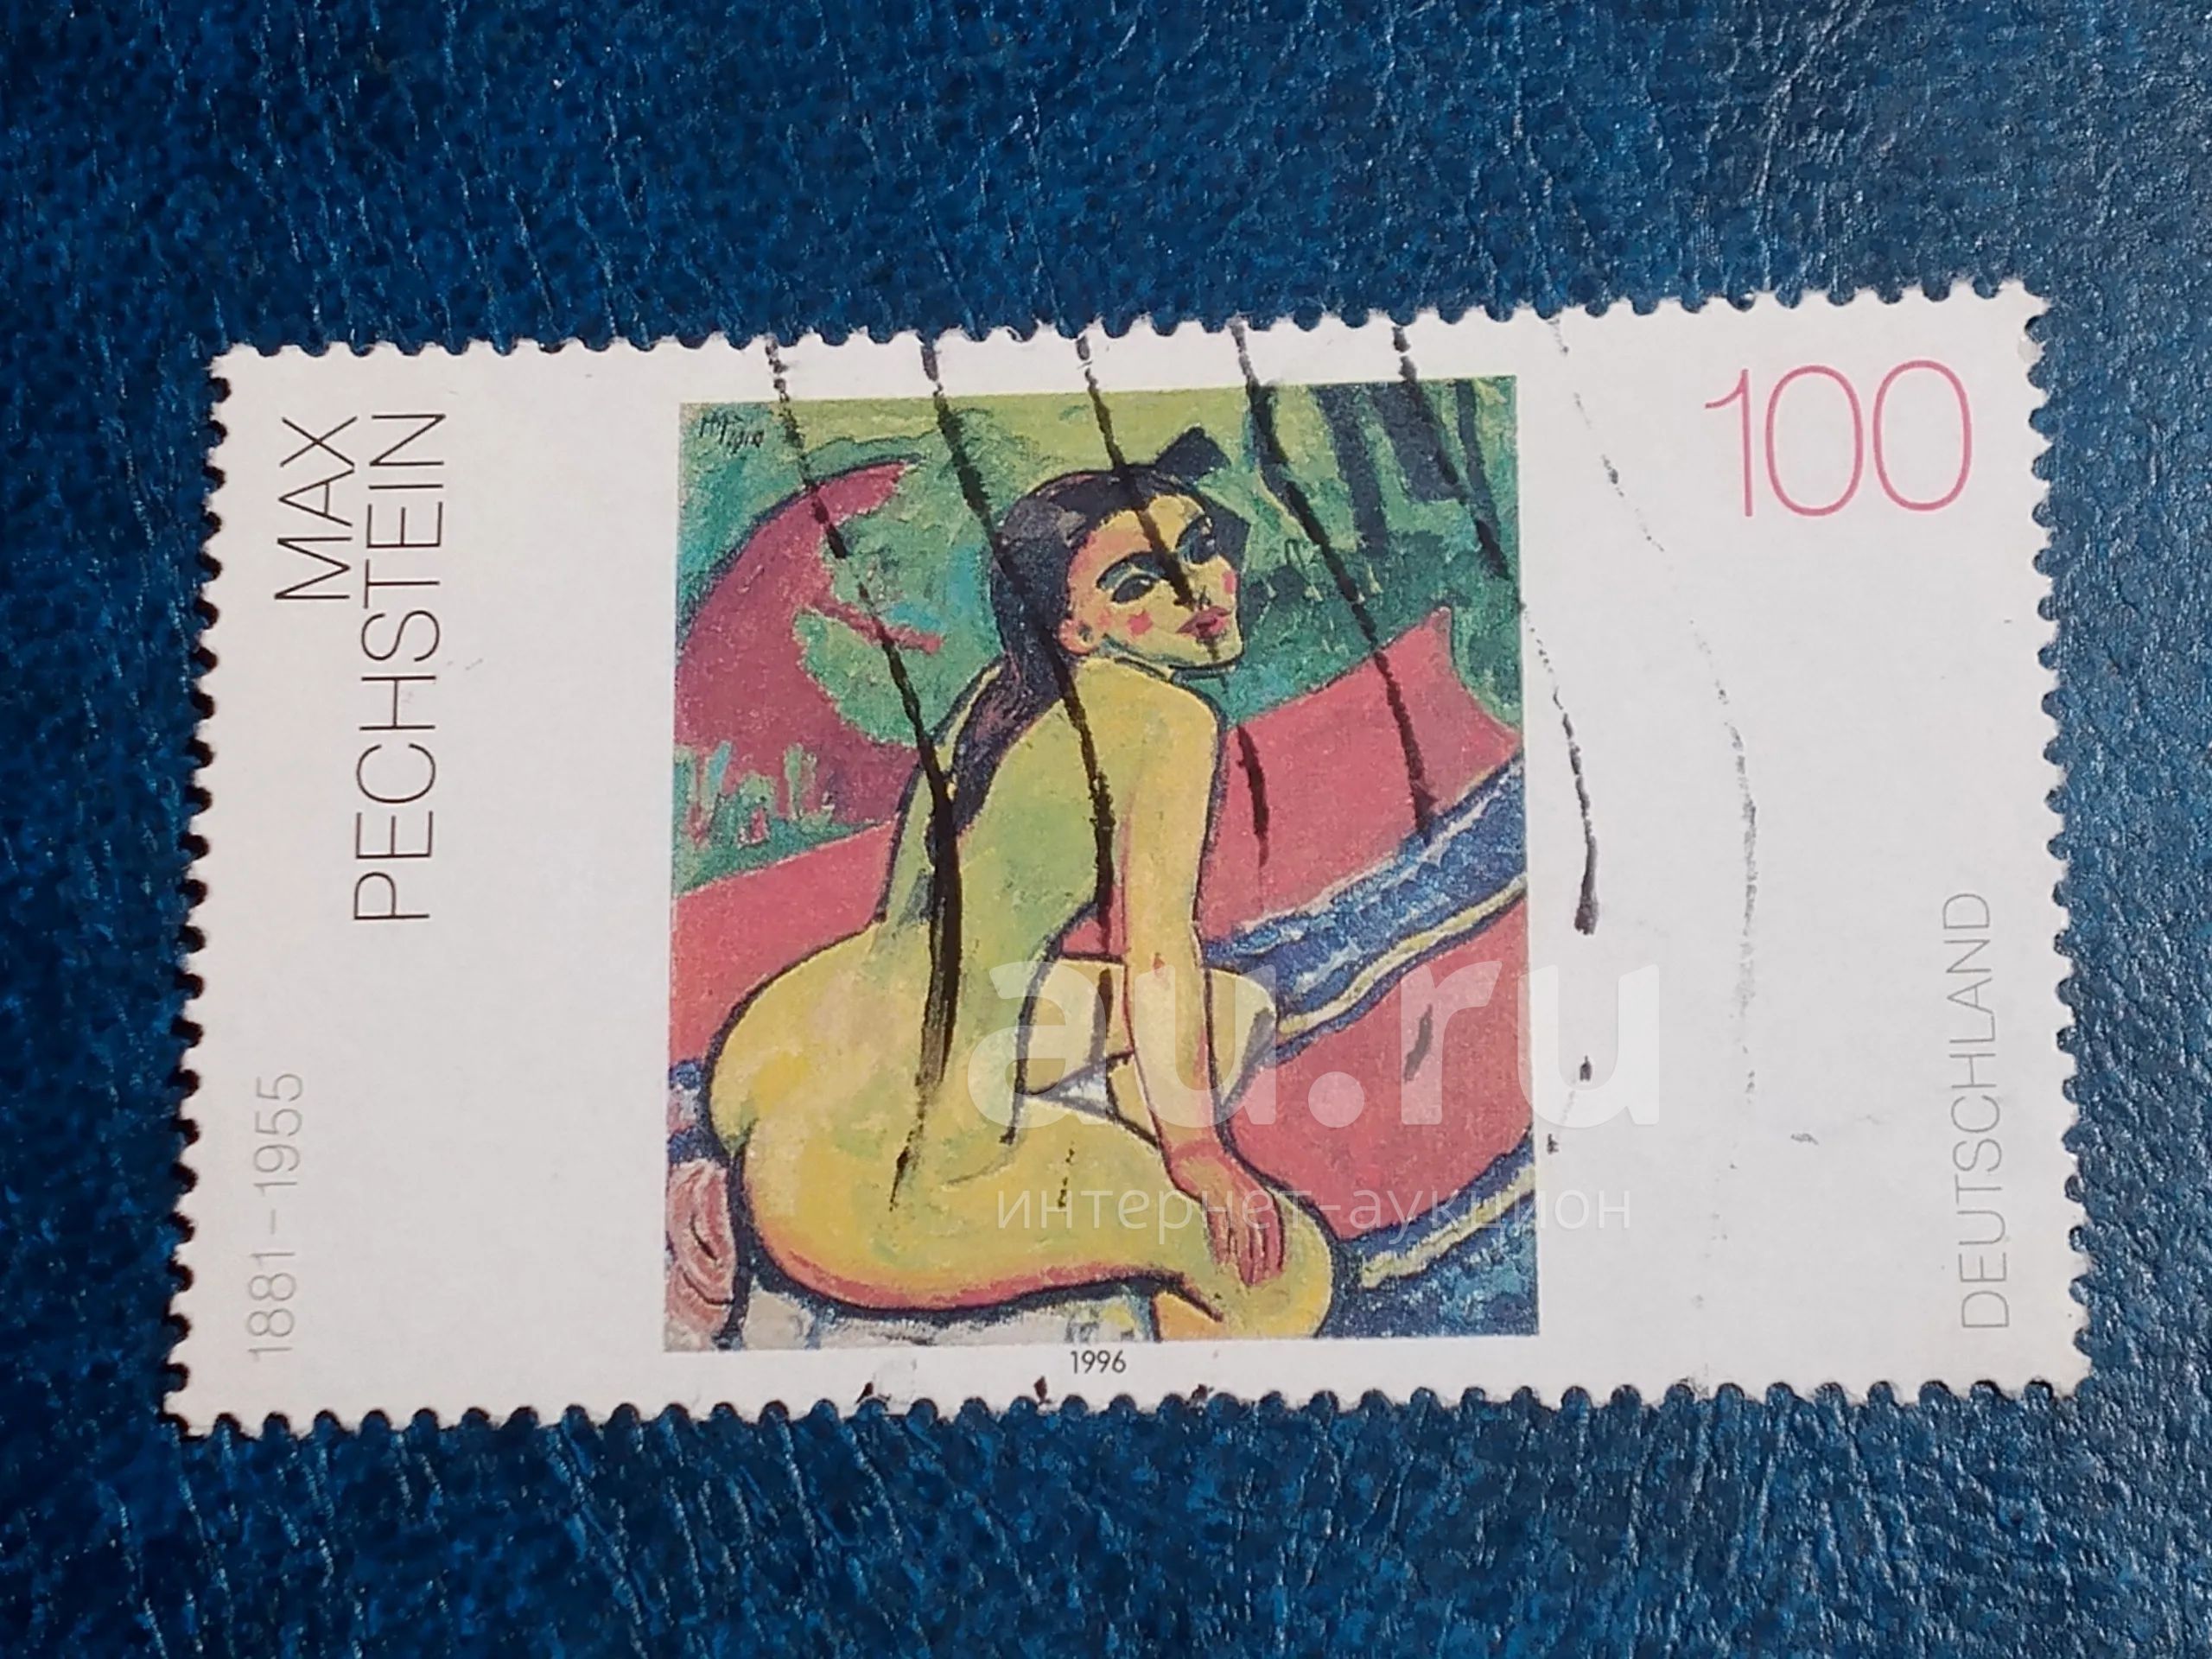 MAX
PECHSTEIN
1881–1955
100
DEUTSCHLAND
1996
au.ru
интернет-аукцион